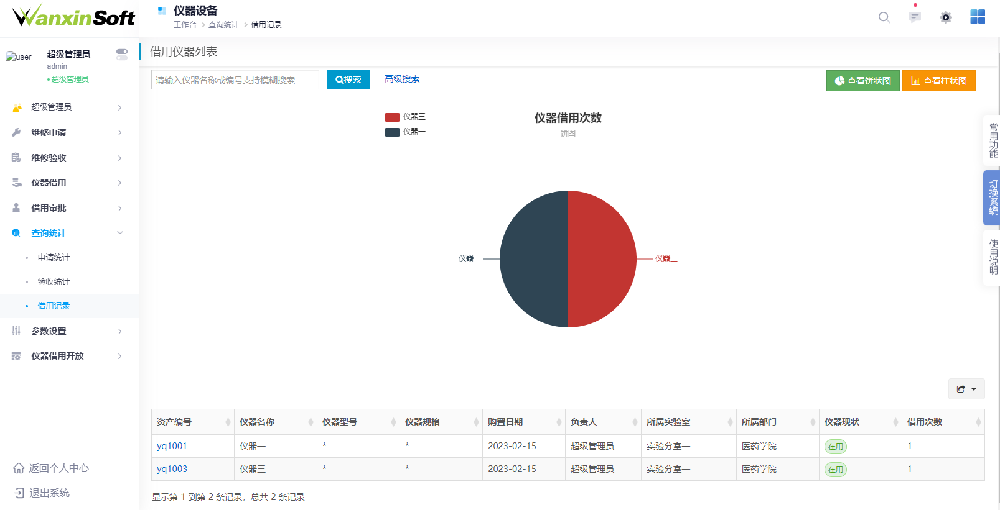 WanxinSoft
仪器设备
工作台 > 查询统计 > 借用记录
user
超级管理员
admin
超级管理员
超级管理员
维修申请
维修验收
仪器借用
借用审批
查询统计
申请统计
验收统计
借用记录
参数设置
仪器借用开放
返回个人中心
退出系统
借用仪器列表
请输入仪器名称或编号支持模糊搜索
搜索
高级搜索
查看饼状图
查看柱状图
仪器三
仪器一
仪器借用次数
饼图
仪器一
仪器三
常用功能
切换系统
使用说明
资产编号 仪器名称 仪器型号 仪器规格 购置日期 负责人 所属实验室 所属部门 仪器现状 借用次数
yq1001 仪器一 * * 2023-02-15 超级管理员 实验分室一 医药学院 在用 1
yq1003 仪器三 * * 2023-02-15 超级管理员 实验分室一 医药学院 在用 1
显示第 1 到第 2 条记录，总共 2 条记录